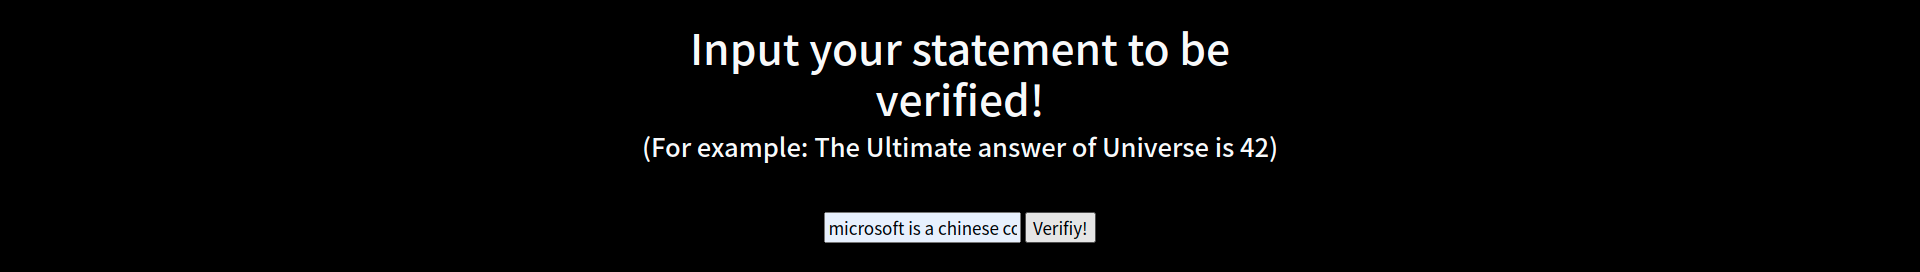 Input your statement to be
verified!
(For example: The Ultimate answer of Universe is 42)
microsoft is a chinese Verifiy!